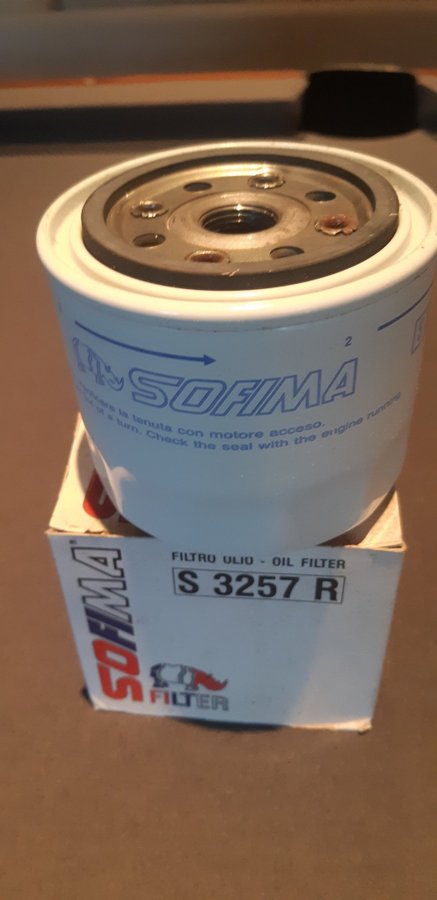 2
SOFIMA
la tenuta con motore acceso.
of a turn. Check the seal with the engine running
SOFIMA
FILTRO OLIO - OIL FILTER
S 3257 R
FILTER